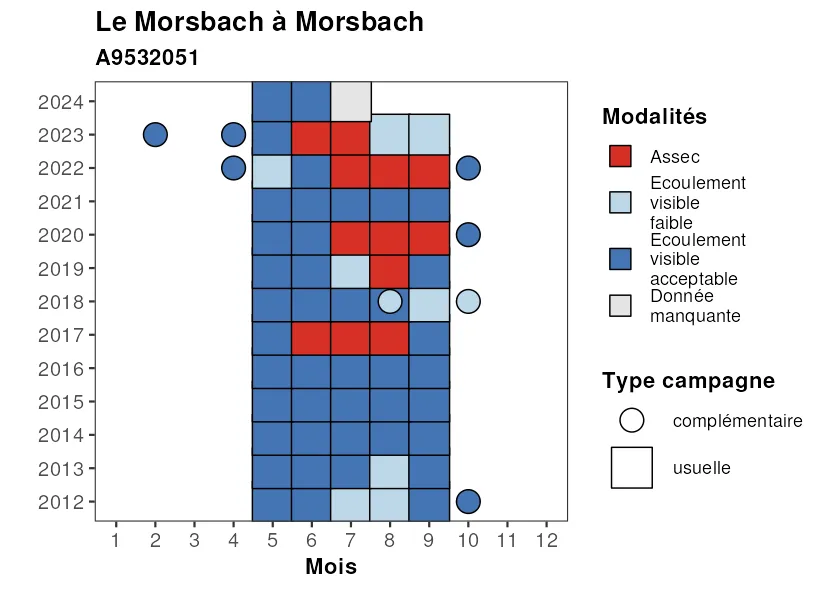 Le Morsbach à Morsbach
A9532051
2024
2023
2022
2021
2020
2019
2018
2017
2016
2015
2014
2013
2012
1 2 3 4 5 6 7 8 9 10 11 12
Mois
Modalités
Assec
Ecoulement
visible
faible
Ecoulement
visible
acceptable
Donnée
manquante
Type campagne
complémentaire
usuelle